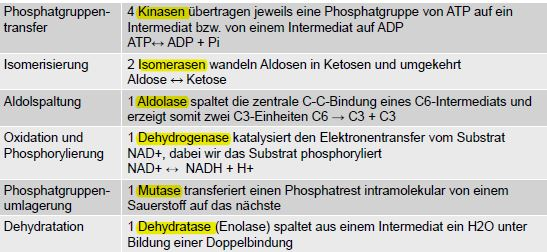 Phosphatgruppen-
transfer
4 Kinasen übertragen jeweils eine Phosphatgruppe von ATP auf ein
Intermediat bzw. von einem Intermediat auf ADP
ATP↔ ADP + Pi
Isomerisierung
2 Isomerasen wandeln Aldosen in Ketosen und umgekehrt
Aldose ↔ Ketose
Aldolspaltung
1 Aldolase spaltet die zentrale C-C-Bindung eines C6-Intermediats und
erzeigt somit zwei C3-Einheiten C6 → C3 + C3
Oxidation und
Phosphorylierung
1 Dehydrogenase katalysiert den Elektronentransfer vom Substrat
NAD+, dabei wir das Substrat phosphoryliert
NAD+ ↔ NADH + H+
Phosphatgruppen-
umlagerung
1 Mutase transferiert einen Phosphatrest intramolekular von einem
Sauerstoff auf das nächste
Dehydratation
1 Dehydratase (Enolase) spaltet aus einem Intermediat ein H2O unter
Bildung einer Doppelbindung